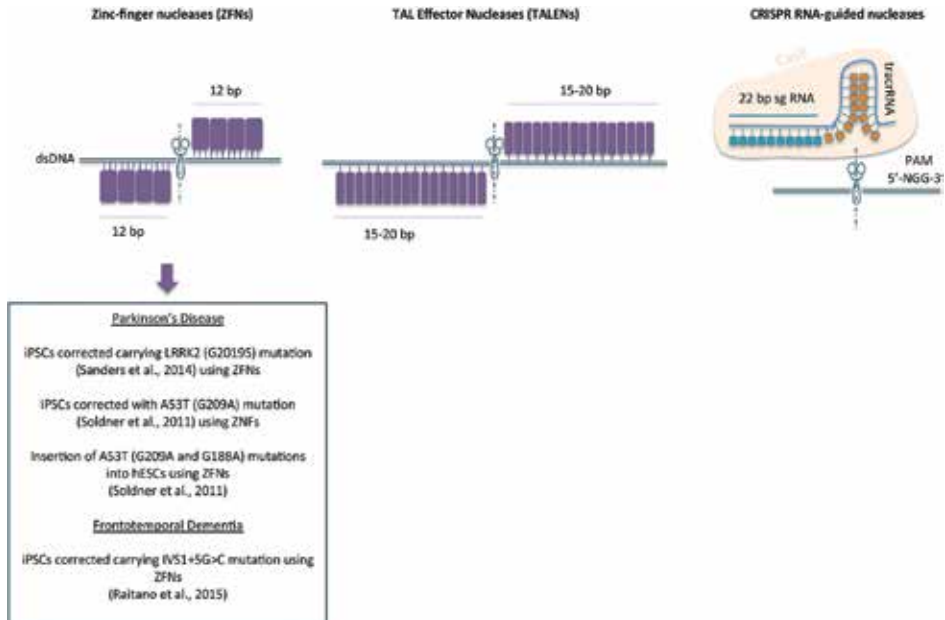 Zinc-finger nucleases (ZFNs)
TAL Effector Nucleases (TALENs)
CRISPR RNA-guided nucleases
12 bp
15-20 bp
Cas9
22 bp sg RNA
tracrRNA
dsDNA
PAM
5'-NGG-3'
12 bp
15-20 bp
Parkinson's Disease
iPSCs corrected carrying LRRK2 (G2019S) mutation
(Sanders et al., 2014) using ZFNs
iPSCs corrected with A53T (G209A) mutation
(Soldner et al., 2011) using ZNFs
Insertion of A53T (G209A and G188A) mutations
into hESCs using ZFNs
(Soldner et al., 2011)
Frontotemporal Dementia
iPSCs corrected carrying IVS1+5G>C mutation using
ZFNs
(Raitano et al., 2015)